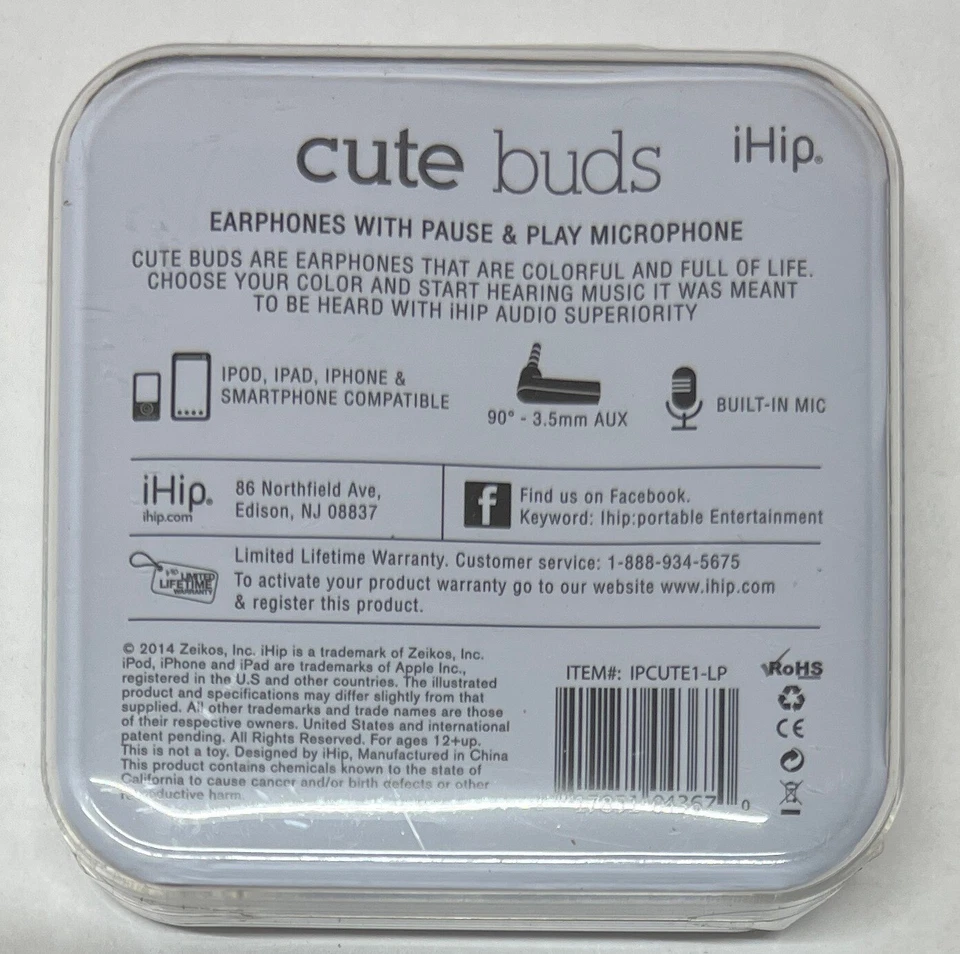 cute buds
iHip®
EARPHONES WITH PAUSE & PLAY MICROPHONE
CUTE BUDS ARE EARPHONES THAT ARE COLORFUL AND FULL OF LIFE.
CHOOSE YOUR COLOR AND START HEARING MUSIC IT WAS MEANT
TO BE HEARD WITH iHIP AUDIO SUPERIORITY
IPOD, IPAD, IPHONE &
SMARTPHONE COMPATIBLE
90° - 3.5mm AUX
BUILT-IN MIC
iHip®
ihip.com
86 Northfield Ave,
Edison, NJ 08837
f
Find us on Facebook.
Keyword: Ihip:portable Entertainment
LIMITED
LIFETIME
WARRANTY
Limited Lifetime Warranty. Customer service: 1-888-934-5675
To activate your product warranty go to our website www.ihip.com
& register this product.
© 2014 Zeikos, Inc. iHip is a trademark of Zeikos, Inc.
iPod, iPhone and iPad are trademarks of Apple Inc.,
registered in the U.S and other countries. The illustrated
product and specifications may differ slightly from that
supplied. All other trademarks and trade names are those
of their respective owners. United States and international
patent pending. All Rights Reserved. For ages 12+up.
This is not a toy. Designed by iHip, Manufactured in China
This product contains chemicals known to the state of
California to cause cancer and/or birth defects or other
reproductive harm.
ITEM#: IPCUTE1-LP
0
RoHS
CE